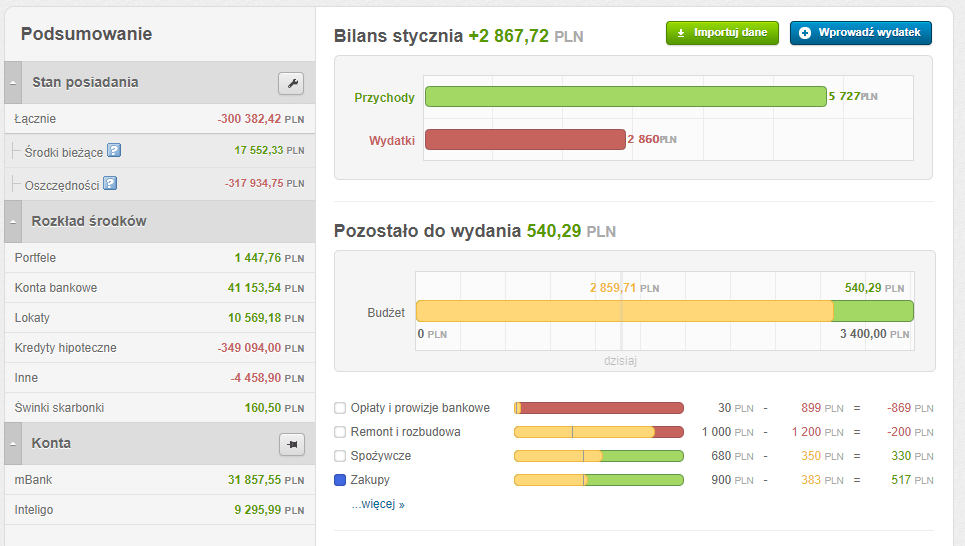 Podsumowanie
Stan posiadania
Łącznie -300 382,42 PLN
Środki bieżące ? 17 552,33 PLN
Oszczędności ? -317 934,75 PLN
Rozkład środków
Portfele 1 447,76 PLN
Konta bankowe 41 153,54 PLN
Lokaty 10 569,18 PLN
Kredyty hipoteczne -349 094,00 PLN
Inne -4 458,90 PLN
Świnki skarbonki 160,50 PLN
Konta
mBank 31 857,55 PLN
Inteligo 9 295,99 PLN
Bilans stycznia +2 867,72 PLN
Importuj dane
Wprowadź wydatek
Przychody 5 727PLN
Wydatki 2 860PLN
Pozostało do wydania 540,29 PLN
2 859,71 PLN 540,29 PLN
Budżet
0 PLN 3 400,00 PLN
dzisiaj
Opłaty i prowizje bankowe 30 PLN - 899 PLN = -869 PLN
Remont i rozbudowa 1 000 PLN - 1 200 PLN = -200 PLN
Spożywcze 680 PLN - 350 PLN = 330 PLN
Zakupy 900 PLN - 383 PLN = 517 PLN
...więcej »